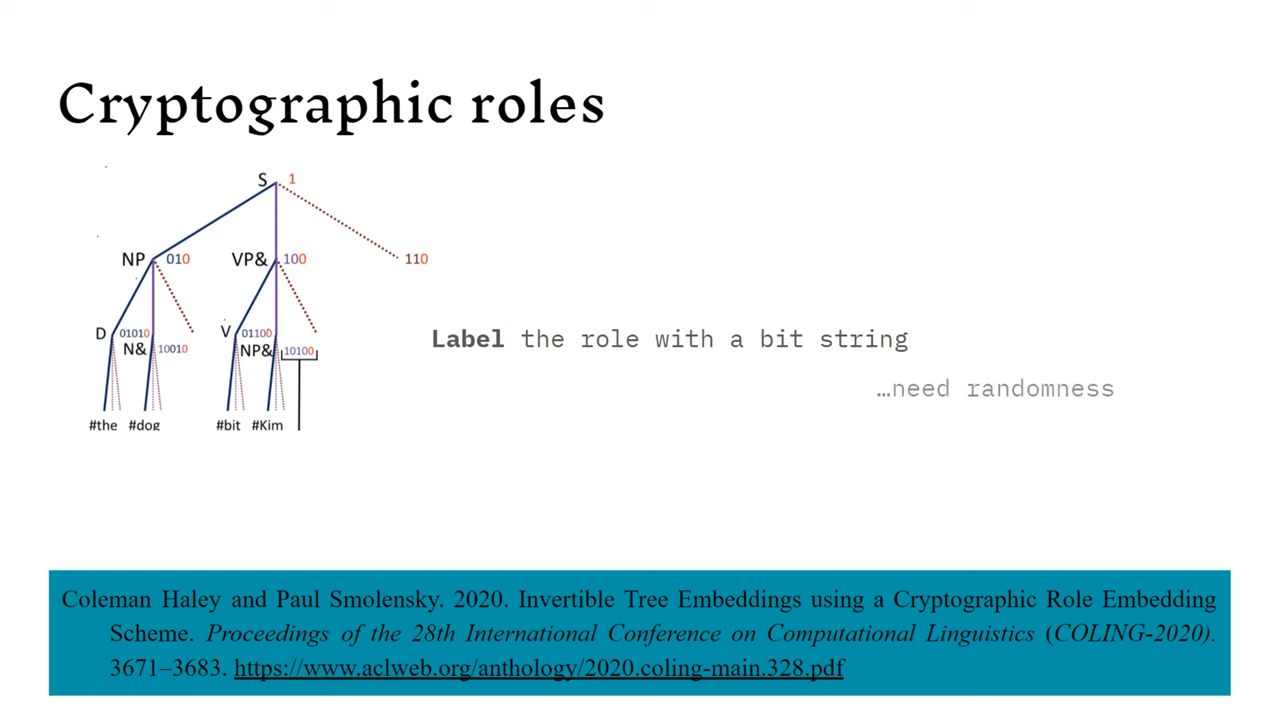 Cryptographic roles
S 1
NP 010 VP& 100 110
D 01010 V 01100
N& 10010 NP& 10100
#the #dog #bit #Kim
Label the role with a bit string
…need randomness
Coleman Haley and Paul Smolensky. 2020. Invertible Tree Embeddings using a Cryptographic Role Embedding
Scheme. Proceedings of the 28th International Conference on Computational Linguistics (COLING-2020).
3671–3683. https://www.aclweb.org/anthology/2020.coling-main.328.pdf